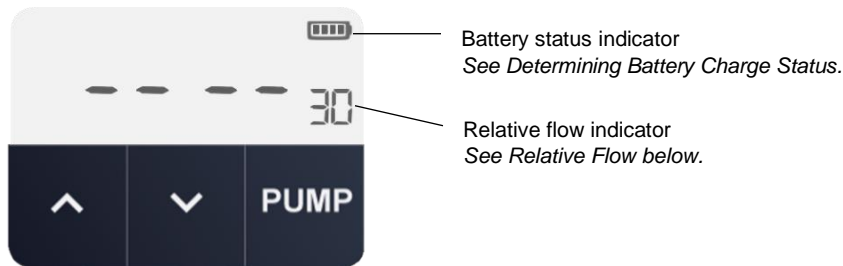 Battery status indicator
See Determining Battery Charge Status.
- - - - 30
Relative flow indicator
See Relative Flow below.
PUMP